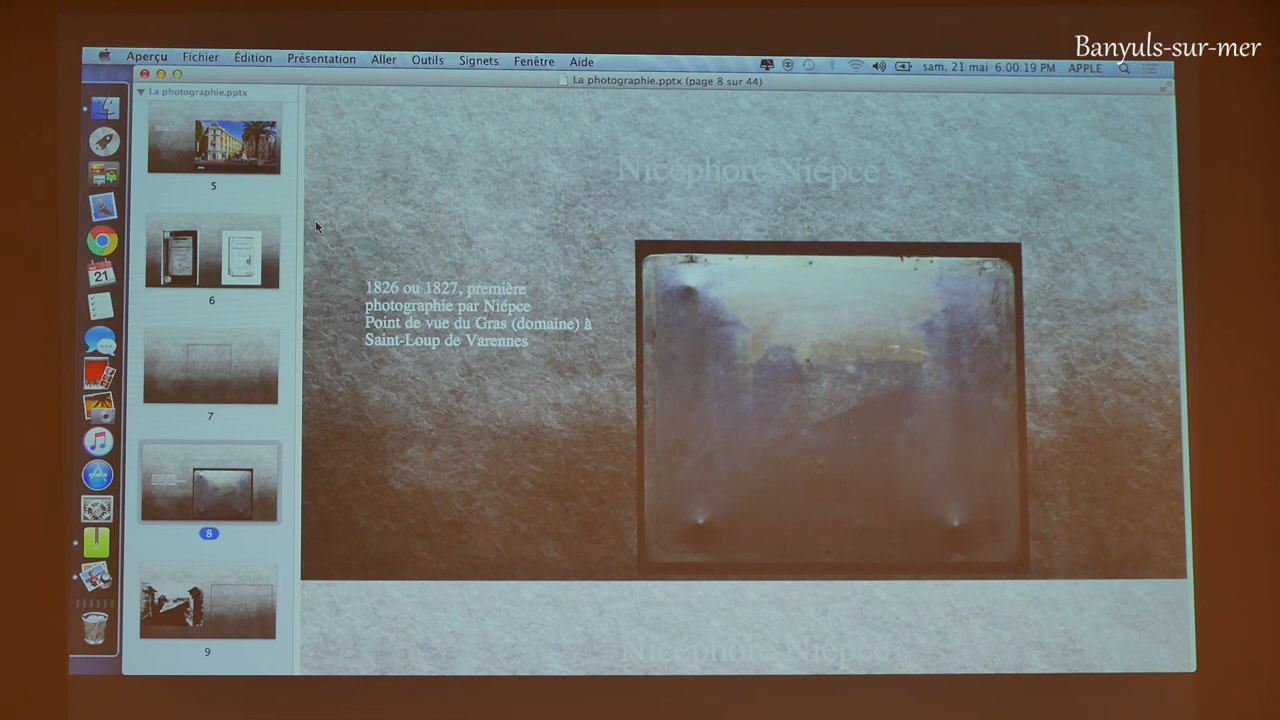 Banyuls-sur-mer
Aperçu Fichier Édition Présentation Aller Outils Signets Fenêtre Aide
sam. 21 mai 6:00:19 PM APPLE
La photographie.pptx (page 8 sur 44)
La photographie.pptx
5
6
7
8
9
21
Nicéphore Niépce
1826 ou 1827, première
photographie par Niépce
Point de vue du Gras (domaine) à
Saint-Loup de Varennes
Nicéphore Niépce